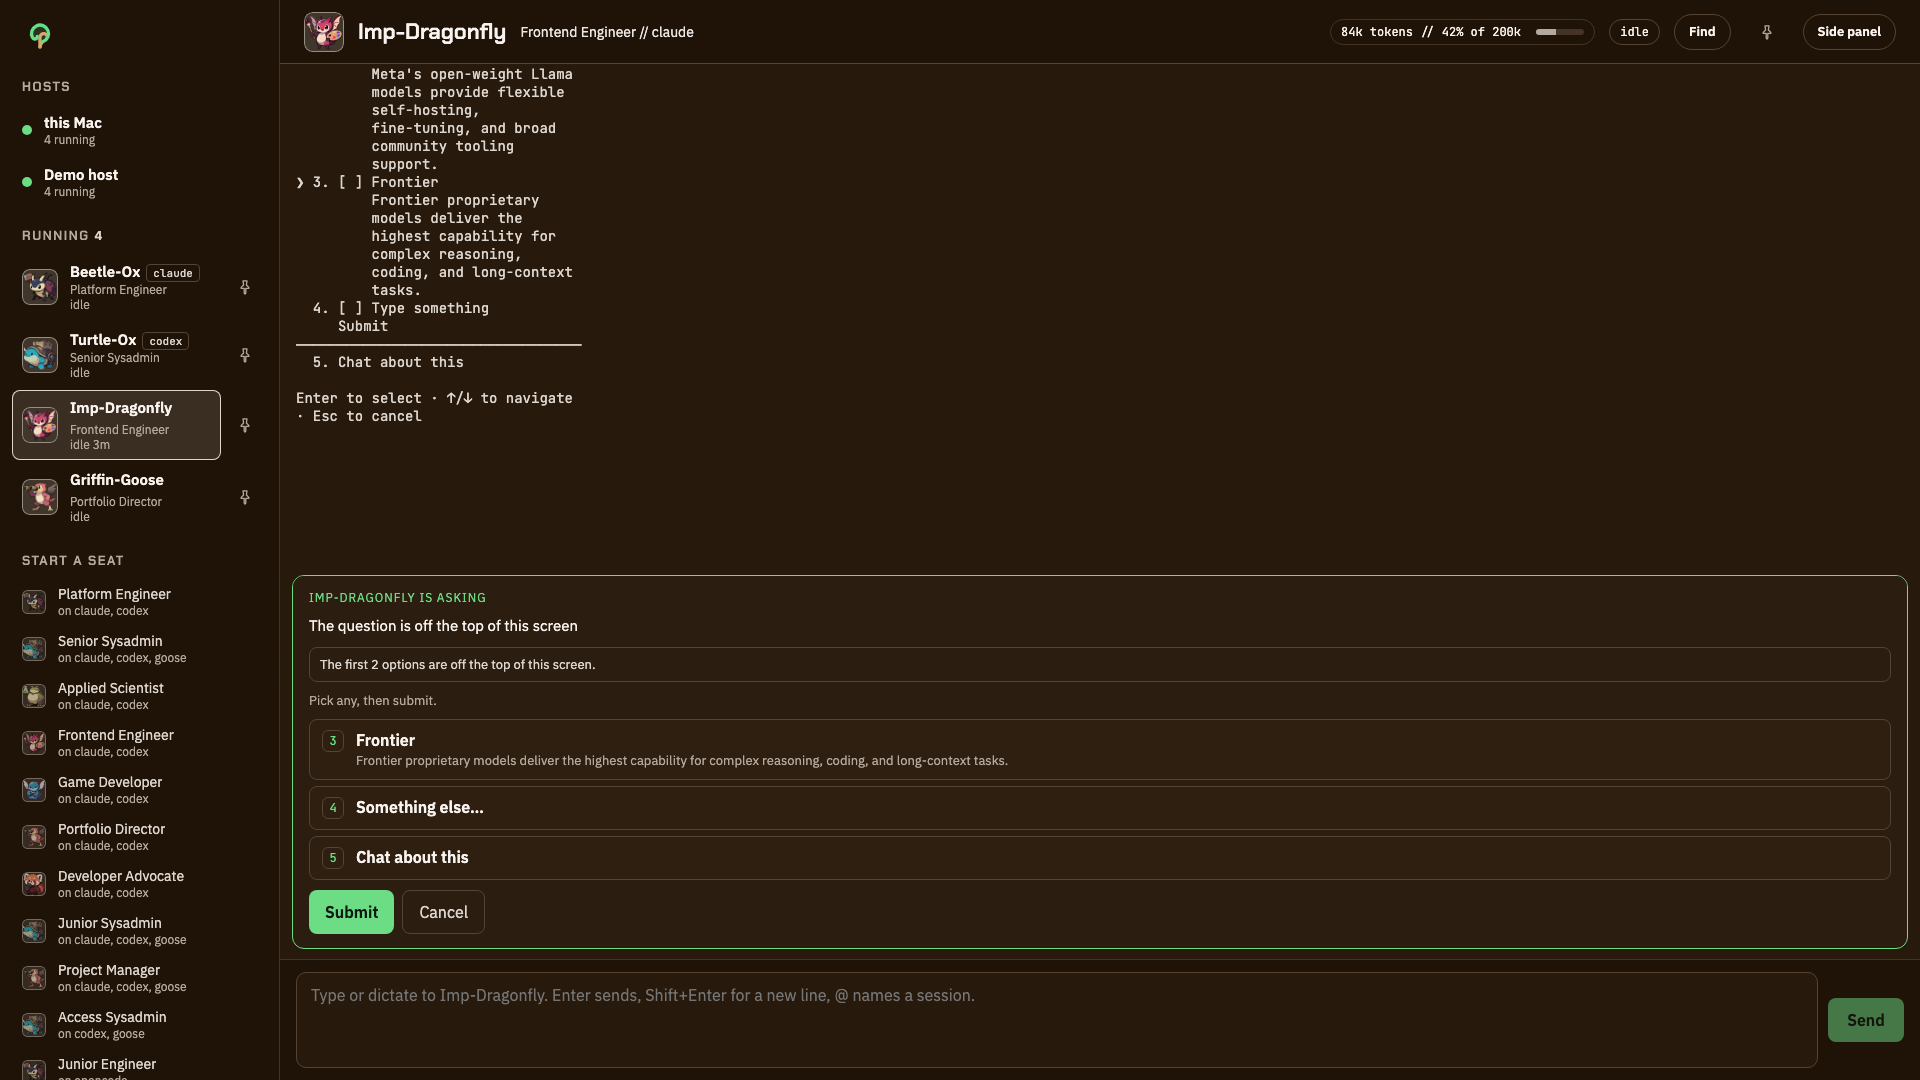 HOSTS
this Mac
4 running
Demo host
4 running
RUNNING 4
Beetle-Ox claude
Platform Engineer
idle
Turtle-Ox codex
Senior Sysadmin
idle
Imp-Dragonfly
Frontend Engineer
idle 3m
Griffin-Goose
Portfolio Director
idle
START A SEAT
Platform Engineer
on claude, codex
Senior Sysadmin
on claude, codex, goose
Applied Scientist
on claude, codex
Frontend Engineer
on claude, codex
Game Developer
on claude, codex
Portfolio Director
on claude, codex
Developer Advocate
on claude, codex
Junior Sysadmin
on claude, codex, goose
Project Manager
on claude, codex, goose
Access Sysadmin
on codex, goose
Junior Engineer
Imp-Dragonfly Frontend Engineer // claude
84k tokens // 42% of 200k idle Find Side panel
Meta's open-weight Llama
models provide flexible
self-hosting,
fine-tuning, and broad
community tooling
support.
❯ 3. [ ] Frontier
Frontier proprietary
models deliver the
highest capability for
complex reasoning,
coding, and long-context
tasks.
4. [ ] Type something
Submit
5. Chat about this
Enter to select · ↑/↓ to navigate
· Esc to cancel
IMP-DRAGONFLY IS ASKING
The question is off the top of this screen
The first 2 options are off the top of this screen.
Pick any, then submit.
3 Frontier
Frontier proprietary models deliver the highest capability for complex reasoning, coding, and long-context tasks.
4 Something else...
5 Chat about this
Submit Cancel
Type or dictate to Imp-Dragonfly. Enter sends, Shift+Enter for a new line, @ names a session.
Send